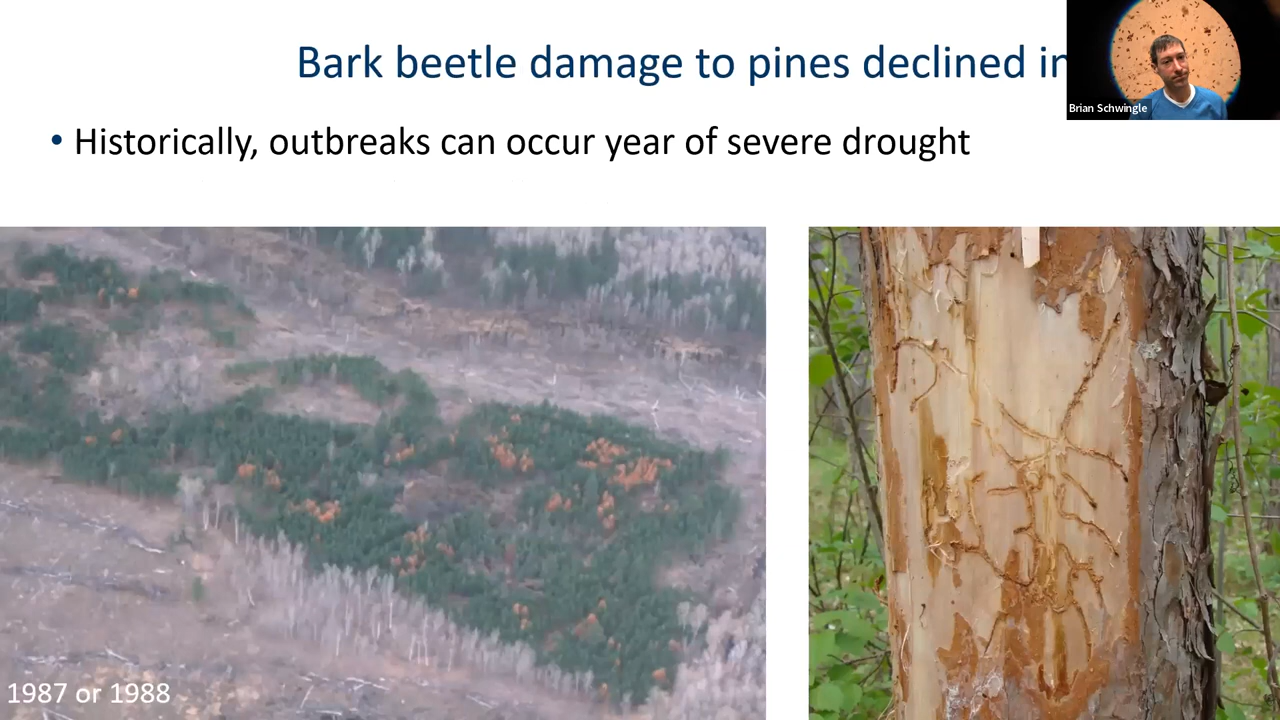 Bark beetle damage to pines declined in
Brian Schwingle
• Historically, outbreaks can occur year of severe drought
1987 or 1988